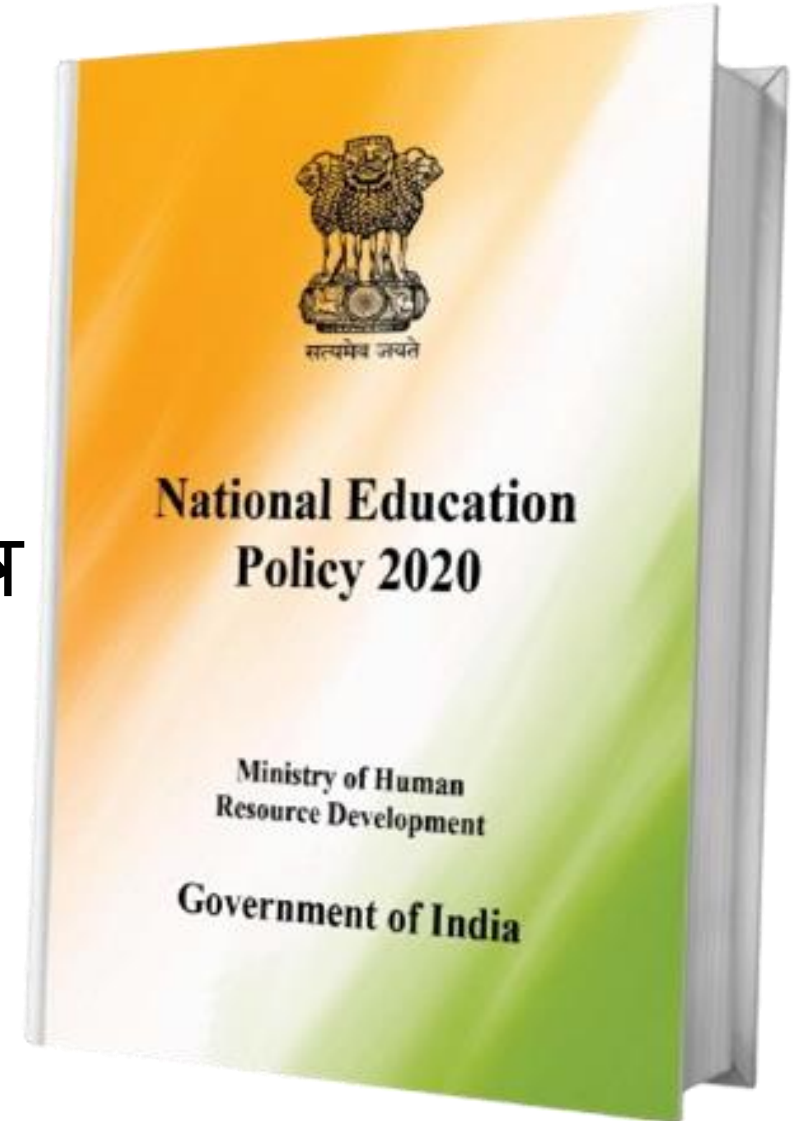 सत्यमेव जयते
National Education
Policy 2020
Ministry of Human
Resource Development
Government of India